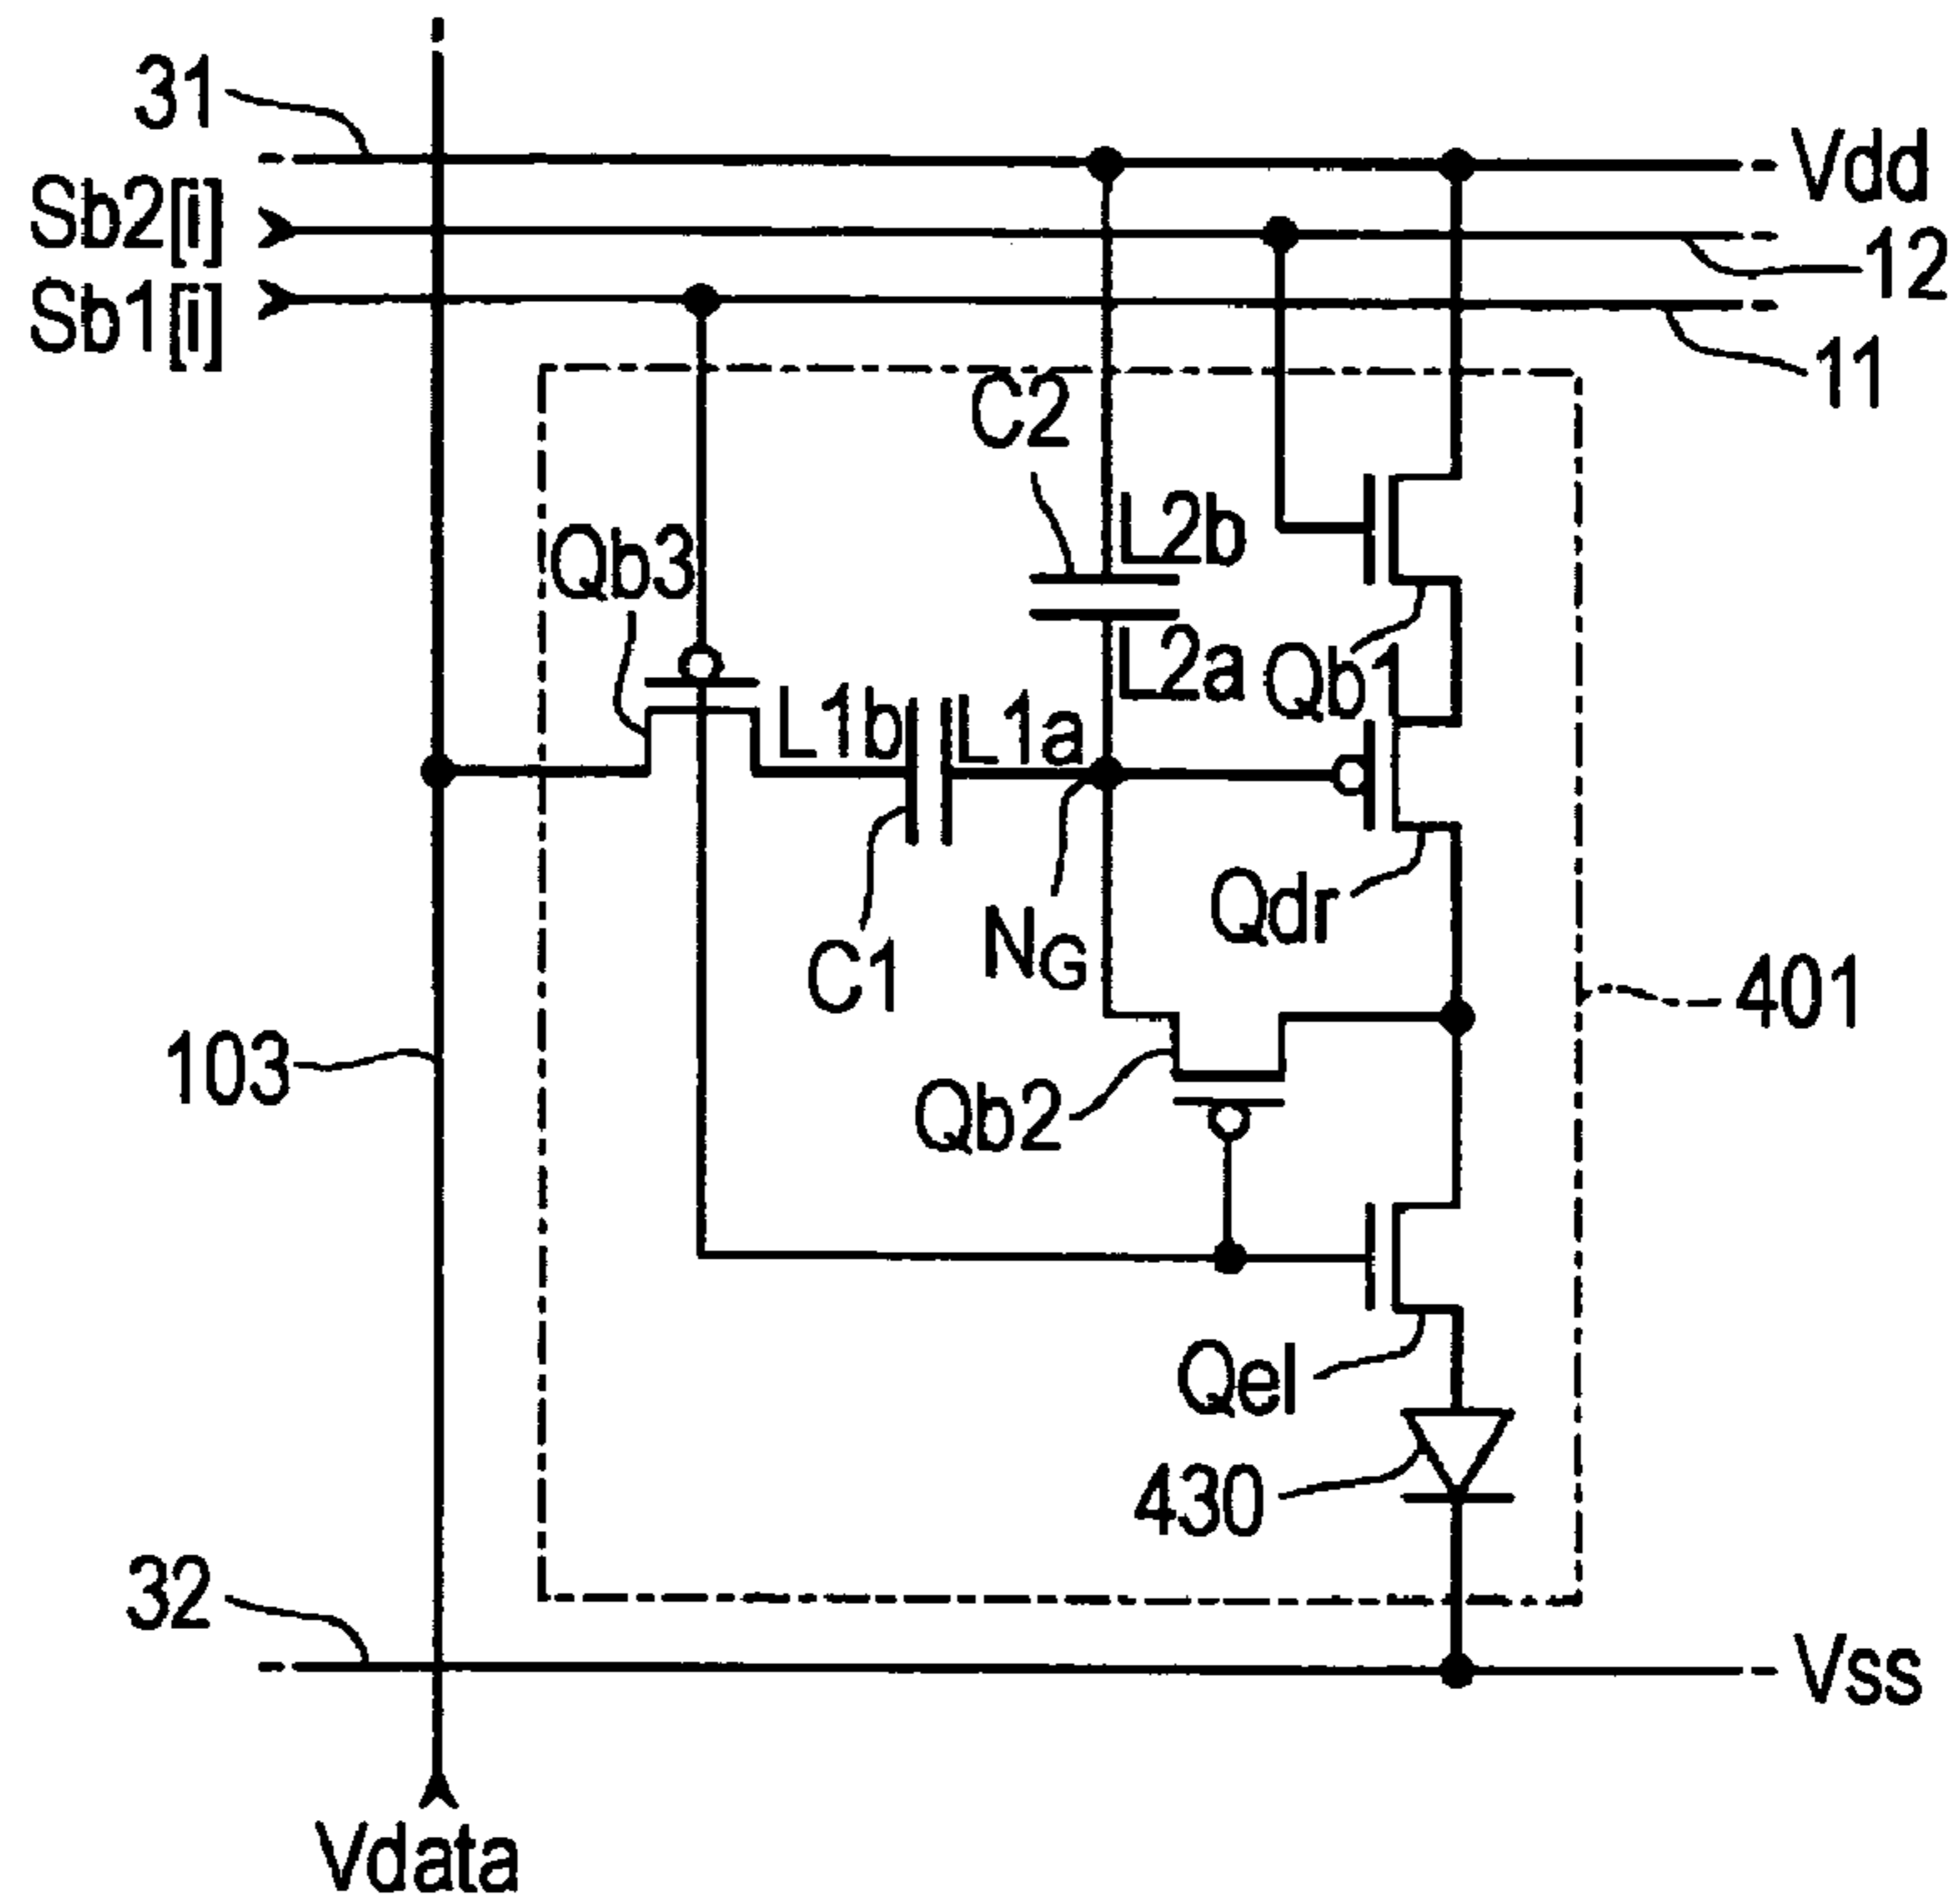 31
Vdd
Sb2[i]
12
Sb1[i]
11
C2
L2b
Qb3
L2a
Qb1
L1b
L1a
Qdr
NG
C1
401
103
Qb2
Qel
430
32
Vss
Vdata